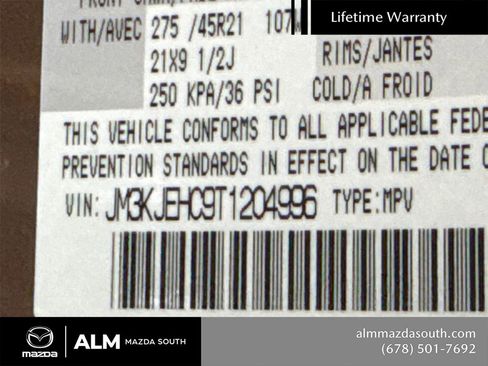 Lifetime Warranty
WITH/AVEC 275 /45R21 107
21X9 1/2J RIMS/JANTES
250 KPA/36 PSI COLD/A FROID
THIS VEHICLE CONFORMS TO ALL APPLICABLE FEDE
PREVENTION STANDARDS IN EFFECT ON THE DATE O
VIN: JM3KJEHC9T1204996 TYPE:MPV
mazda
ALM MAZDA SOUTH
almmazdasouth.com
(678) 501-7692